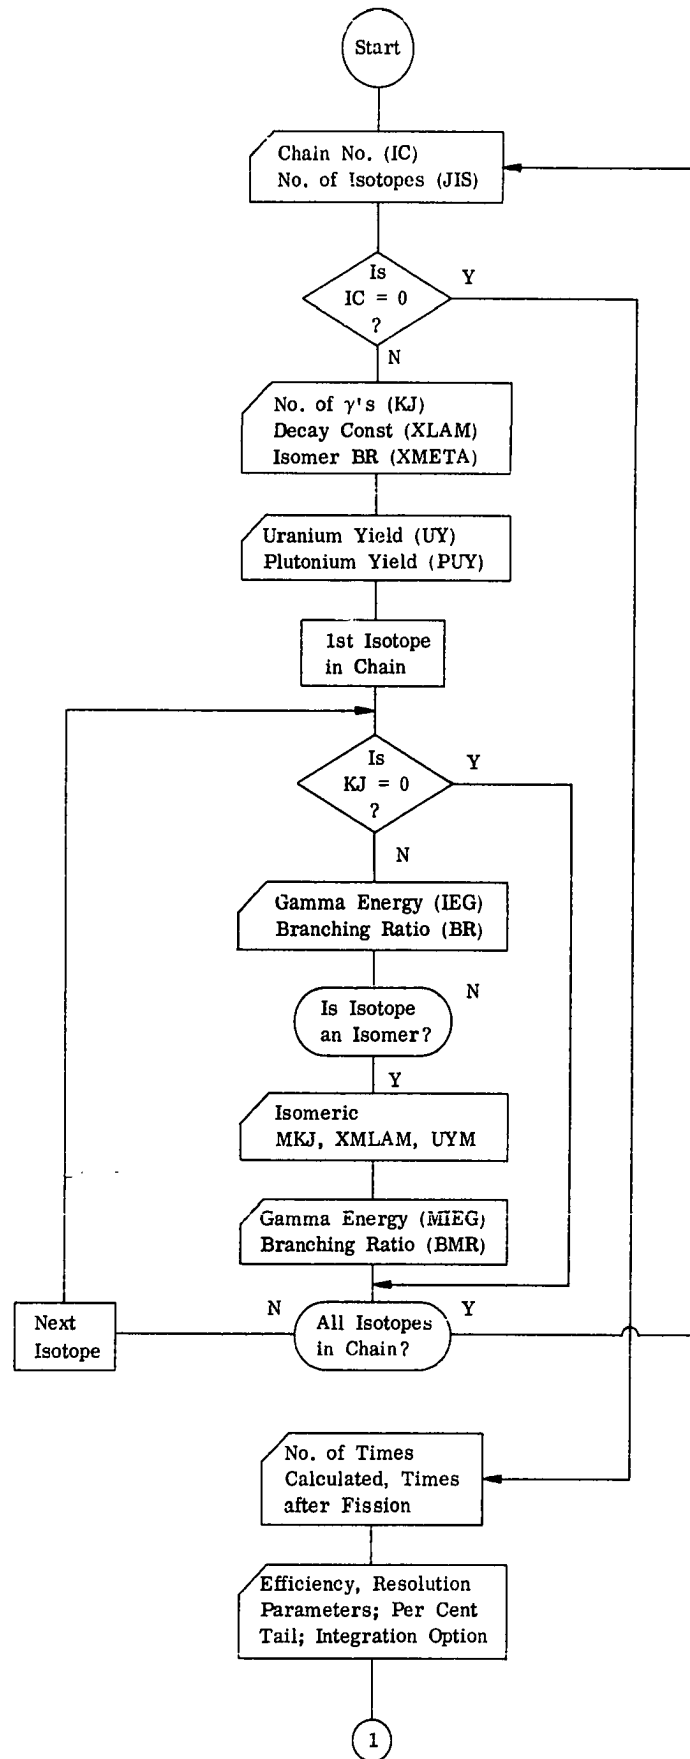 Start
Chain No. (IC)
No. of Isotopes (JIS)
Is
IC = 0
?
Y
N
No. of γ's (KJ)
Decay Const (XLAM)
Isomer BR (XMETA)
Uranium Yield (UY)
Plutonium Yield (PUY)
1st Isotope
in Chain
Is
KJ = 0
?
Y
N
Gamma Energy (IEG)
Branching Ratio (BR)
Is Isotope
an Isomer?
N
Y
Isomeric
MKJ, XMLAM, UYM
Gamma Energy (MIEG)
Branching Ratio (BMR)
All Isotopes
in Chain?
N
Y
Next
Isotope
No. of Times
Calculated, Times
after Fission
Efficiency, Resolution
Parameters; Per Cent
Tail; Integration Option
1